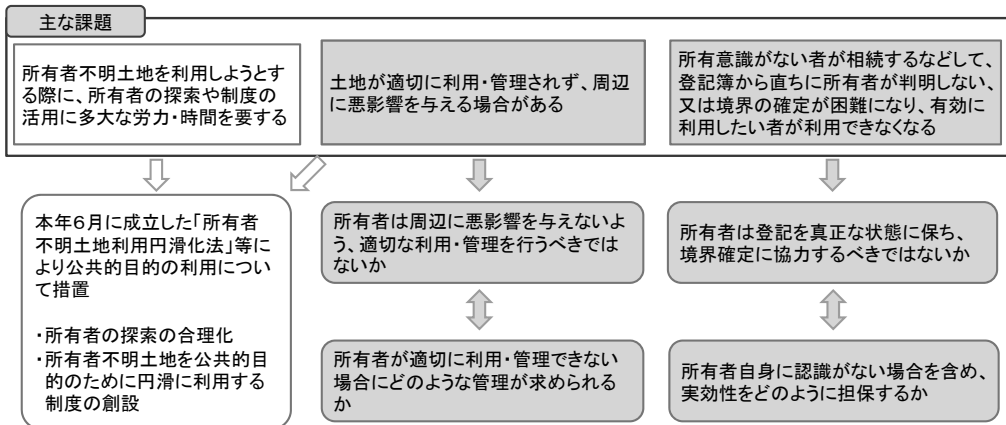 主な課題
所有者不明土地を利用しようとす
る際に、所有者の探索や制度の
活用に多大な労力・時間を要する
土地が適切に利用・管理されず、周辺
に悪影響を与える場合がある
所有意識がない者が相続するなどして、
登記簿から直ちに所有者が判明しない、
又は境界の確定が困難になり、有効に
利用したい者が利用できなくなる
本年6月に成立した「所有者
不明土地利用円滑化法」等
により公共的目的の利用につい
て措置
・所有者の探索の合理化
・所有者不明土地を公共的目
的のために円滑に利用する
制度の創設
所有者は周辺に悪影響を与えないよ
う、適切な利用・管理を行うべきでは
ないか
所有者が適切に利用・管理できない
場合にどのような管理が求められる
か
所有者は登記を真正な状態に保ち、
境界確定に協力するべきではないか
所有者自身に認識がない場合を含め、
実効性をどのように担保するか